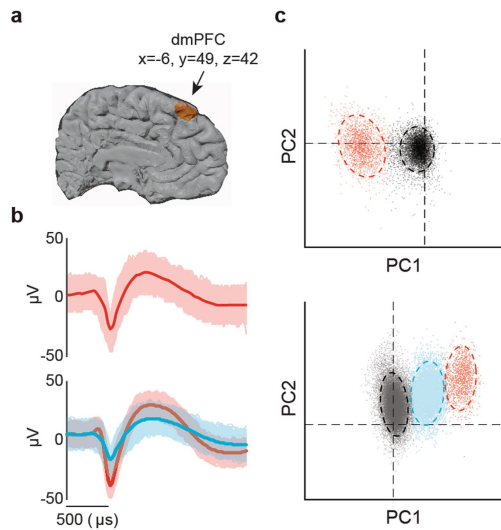 a
dmPFC
x=-6, y=49, z=42
b
50
µV
0
-50
50
µV
0
-50
500 (µs)
c
PC2
PC1
PC2
PC1